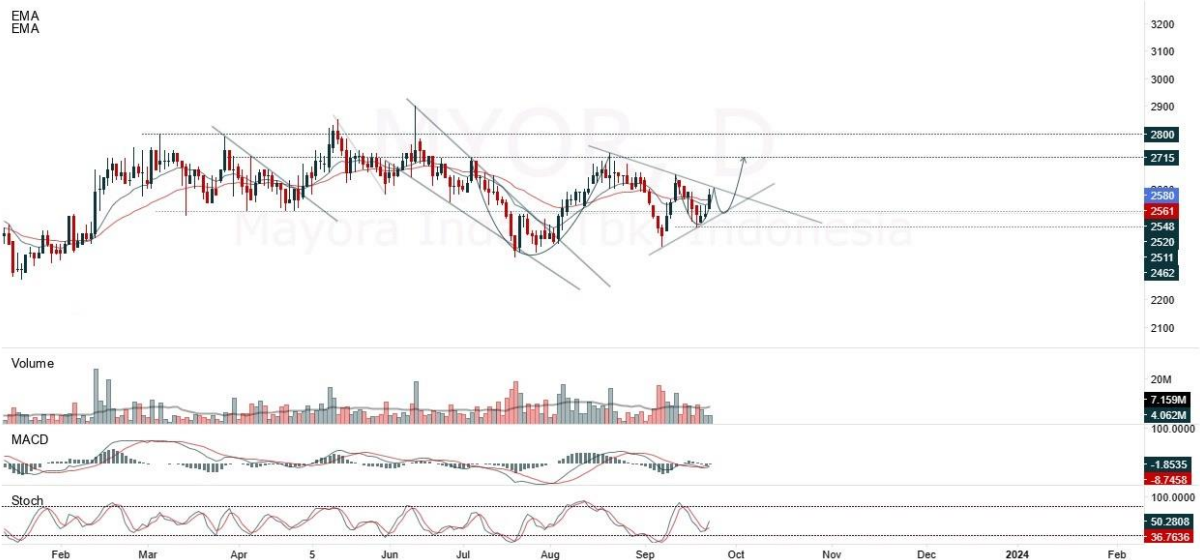 EMA
EMA
MYOR D
Mayora Indah Tbk, Indonesia
3200
3100
3000
2900
2800
2715
2580
2561
2548
2520
2511
2462
2200
2100
Volume
20M
7.159M
4.062M
MACD
100.0000
-1.8535
-8.7458
Stoch
100.0000
50.2808
36.7636
Feb Mar Apr 5 Jun Jul Aug Sep Oct Nov Dec 2024 Feb